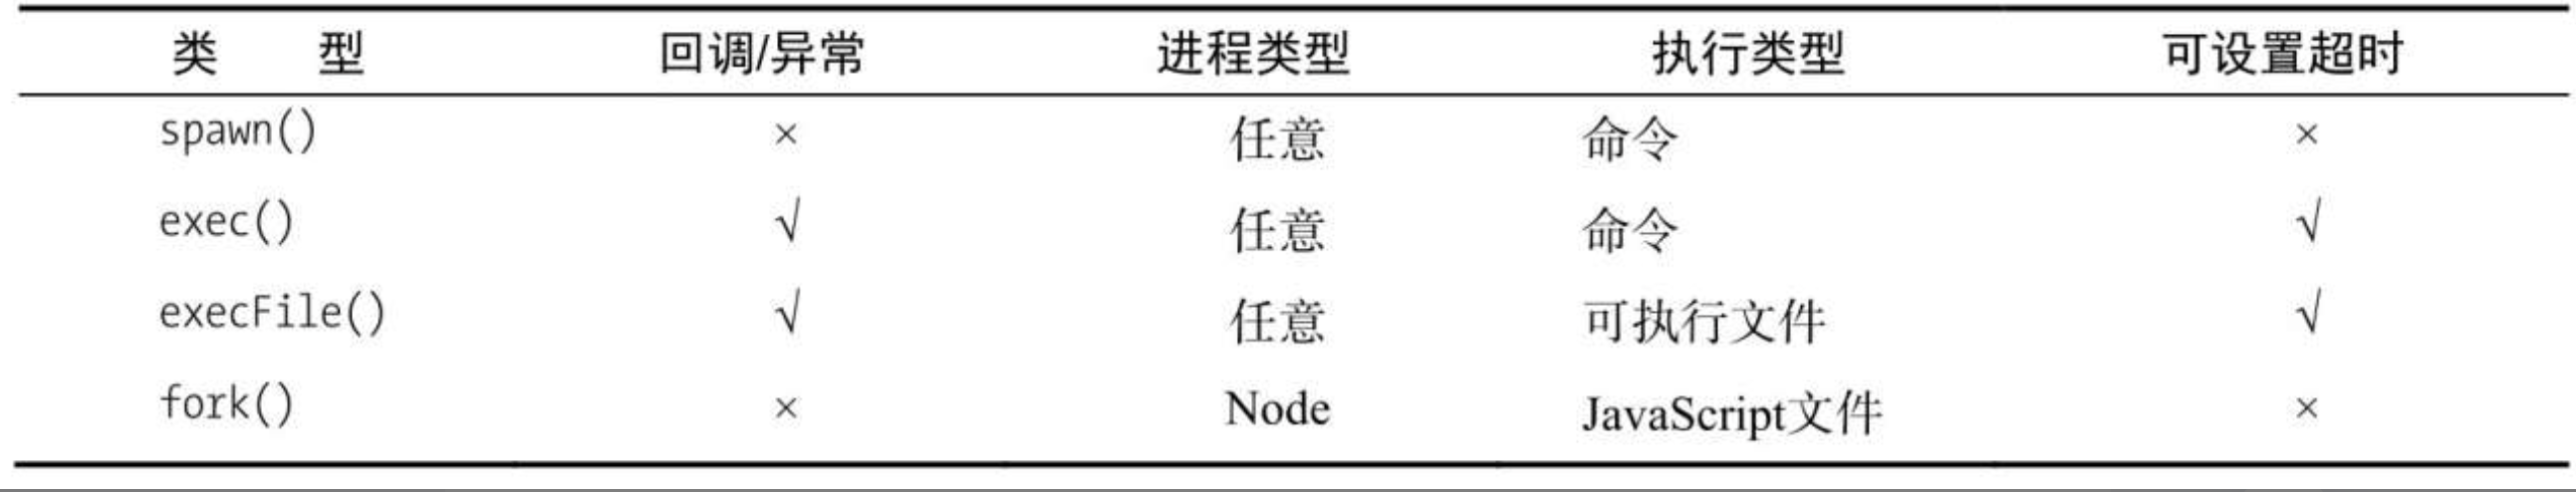 类 型 回调/异常 进程类型 执行类型 可设置超时
spawn() × 任意 命令 ×
exec() √ 任意 命令 √
execFile() √ 任意 可执行文件 √
fork() × Node JavaScript文件 ×